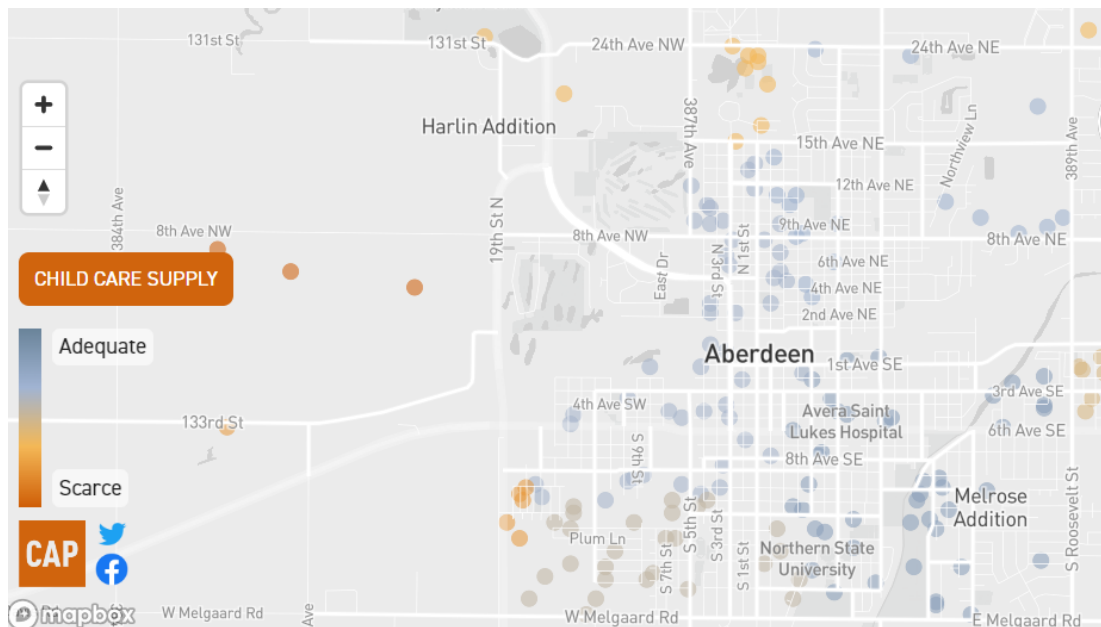 131st St
131st St
24th Ave NW
24th Ave NE
Harlin Addition
387th Ave
15th Ave NE
Northview Ln
389th Ave
384th Ave
12th Ave NE
19th St N
8th Ave NW
8th Ave NW
9th Ave NE
8th Ave NE
East Dr
N 3rd St
N 1st St
6th Ave NE
CHILD CARE SUPPLY
4th Ave NE
2nd Ave NE
Adequate
Aberdeen
1st Ave SE
3rd Ave SE
4th Ave SW
133rd St
Avera Saint
Lukes Hospital
6th Ave SE
S 9th St
8th Ave SE
Scarce
Melrose
Addition
S 5th St
S 3rd St
S 1st St
S 7th St
S Roosevelt St
CAP
Plum Ln
Northern State
University
mapbox
W Melgaard Rd
Ave
W Melgaard Rd
E Melgaard Rd